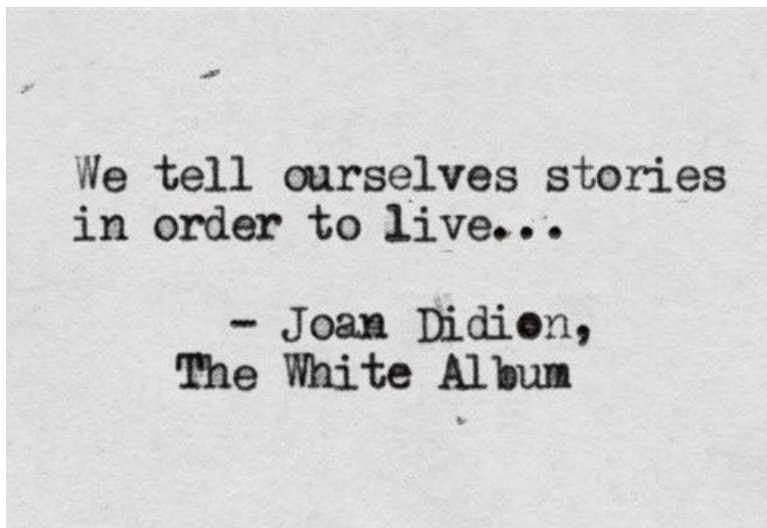 We tell ourselves stories
in order to live...
- Joan Didion,
The White Album